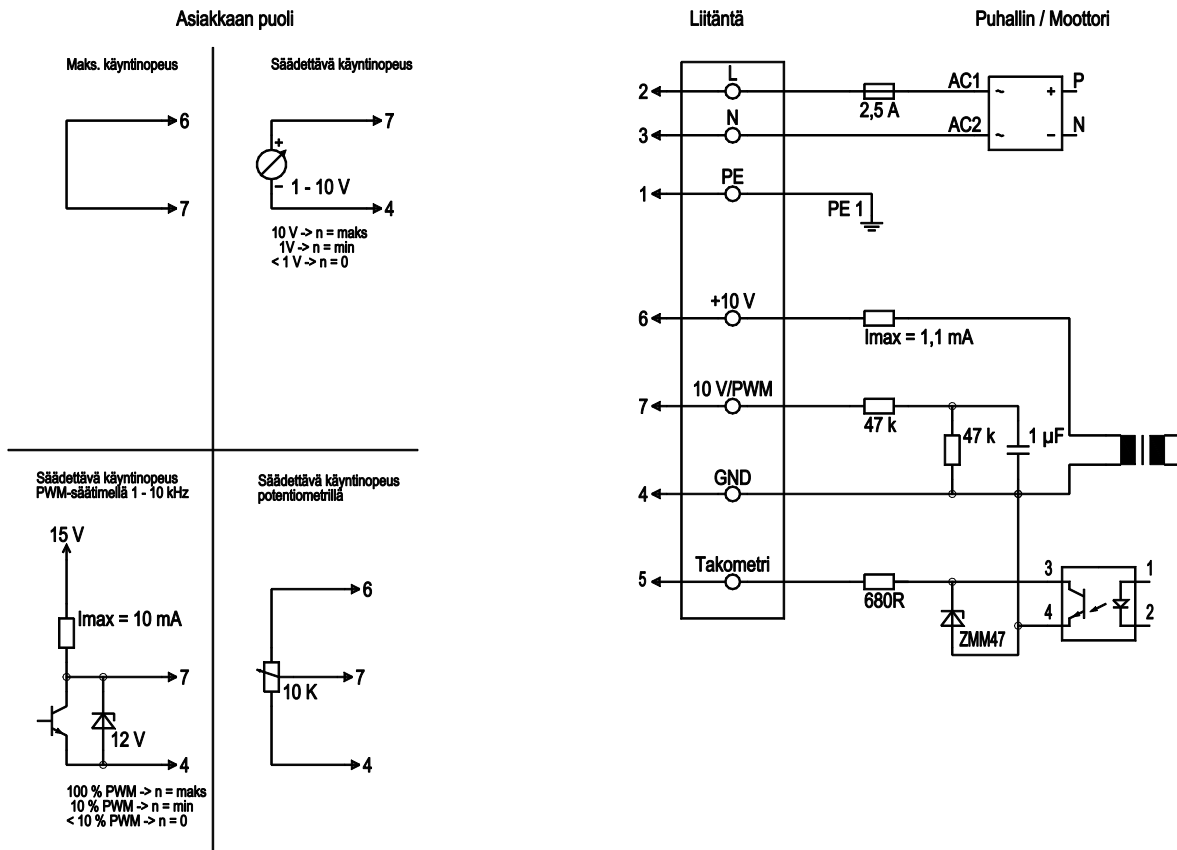 Asiakkaan puoli
Liitäntä
Puhallin / Moottori
Maks. käyntinopeus
6
7
Säädettävä käyntinopeus
7
+
– 1 - 10 V
4
10 V -> n = maks
1V -> n = min
< 1 V -> n = 0
Säädettävä käyntinopeus
PWM-säätimellä 1 - 10 kHz
15 V
Imax = 10 mA
7
12 V
4
100 % PWM -> n = maks
10 % PWM -> n = min
< 10 % PWM -> n = 0
Säädettävä käyntinopeus
potentiometrillä
6
7
10 K
4
2
L
2,5 A
AC1
~
+
P
3
N
AC2
~
–
N
1
PE
PE 1
6
+10 V
Imax = 1,1 mA
7
10 V/PWM
47 k
47 k
1 µF
4
GND
5
Takometri
680R
ZMM47
3
4
1
2